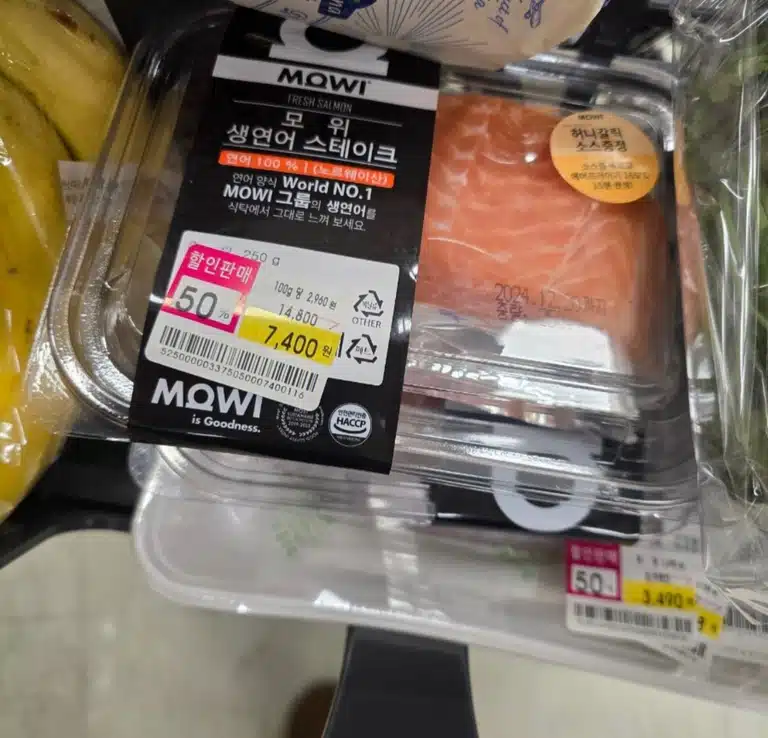 MOWI
FRESH SALMON
모 위
생연어 스테이크
연어 100 % ! (노르웨이산)
연어 양식 World NO.1
MOWI 그룹의 생연어를
식탁에서 그대로 느껴 보세요.
MOWI
허니갈릭
소스증정
250 g
할인판매
50%
100g 당 2,960 원
14,800
7,400 원
OTHER
5250000033750500007400116
2024.12.
MOWI
is Goodness.
HACCP
할인판매
50%
3,490